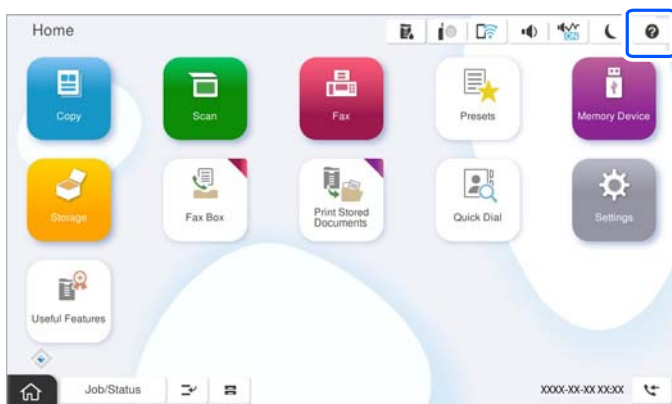 Home
ON
?
Copy
Scan
Fax
Presets
Memory Device
Storage
Fax Box
Print Stored
Documents
Quick Dial
Settings
Useful Features
Job/Status
XXXX-XX-XX XX:XX